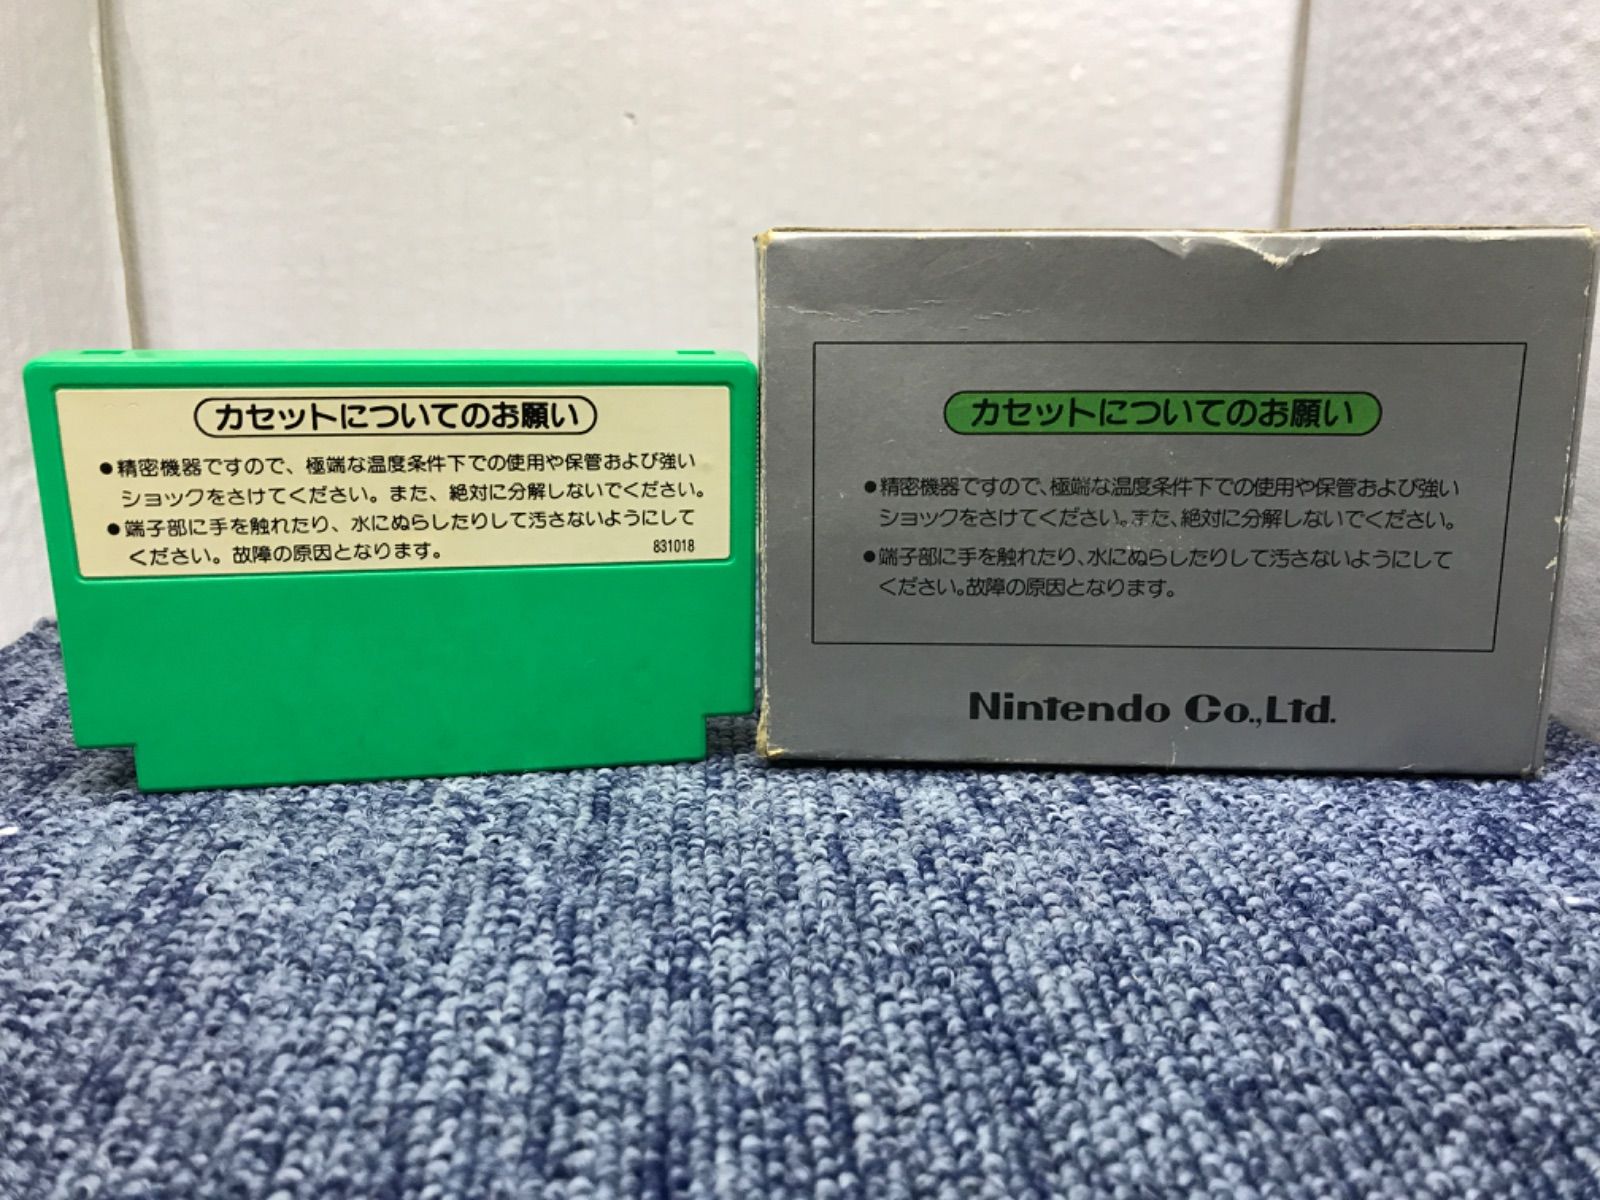 カセットについてのお願い
●精密機器ですので、極端な温度条件下での使用や保管および強い
ショックをさけてください。また、絶対に分解しないでください。
●端子部に手を触れたり、水にぬらしたりして汚さないようにして
ください。故障の原因となります。
831018
カセットについてのお願い
●精密機器ですので、極端な温度条件下での使用や保管および強い
ショックをさけてください。また、絶対に分解しないでください。
●端子部に手を触れたり、水にぬらしたりして汚さないようにして
ください。故障の原因となります。
Nintendo Co.,Ltd.